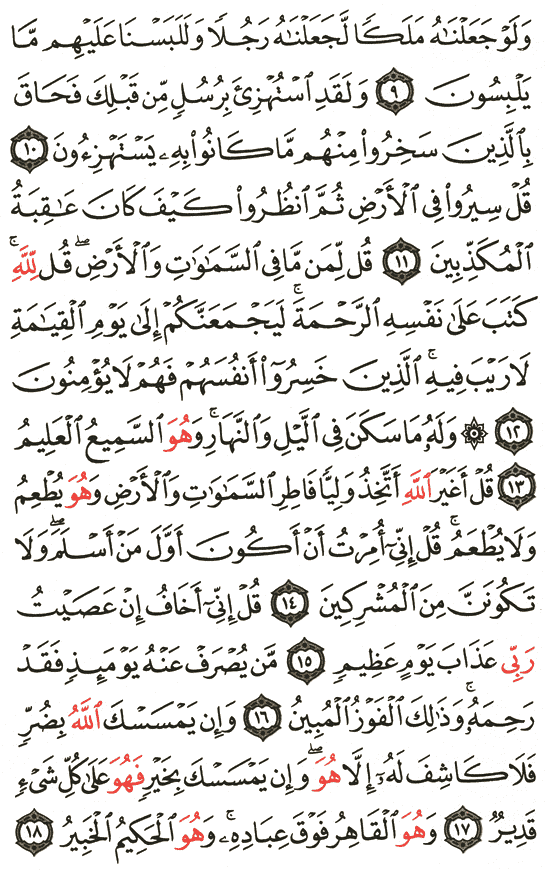 وَلَوْ جَعَلْنَٰهُ مَلَكًا لَّجَعَلْنَٰهُ رَجُلًا وَلَلَبَسْنَا عَلَيْهِم مَّا
يَلْبِسُونَ ٩ وَلَقَدِ ٱسْتُهْزِئَ بِرُسُلٍ مِّن قَبْلِكَ فَحَاقَ
بِٱلَّذِينَ سَخِرُوا۟ مِنْهُم مَّا كَانُوا۟ بِهِۦ يَسْتَهْزِءُونَ ١٠
قُلْ سِيرُوا۟ فِى ٱلْأَرْضِ ثُمَّ ٱنظُرُوا۟ كَيْفَ كَانَ عَٰقِبَةُ
ٱلْمُكَذِّبِينَ ١١ قُل لِّمَن مَّا فِى ٱلسَّمَٰوَٰتِ وَٱلْأَرْضِ ۖ قُل لِّلَّهِ ۚ
كَتَبَ عَلَىٰ نَفْسِهِ ٱلرَّحْمَةَ ۚ لَيَجْمَعَنَّكُمْ إِلَىٰ يَوْمِ ٱلْقِيَٰمَةِ
لَا رَيْبَ فِيهِ ۚ ٱلَّذِينَ خَسِرُوٓا۟ أَنفُسَهُمْ فَهُمْ لَا يُؤْمِنُونَ
١٢ ۞ وَلَهُۥ مَا سَكَنَ فِى ٱلَّيْلِ وَٱلنَّهَارِ ۚ وَهُوَ ٱلسَّمِيعُ ٱلْعَلِيمُ
١٣ قُلْ أَغَيْرَ ٱللَّهِ أَتَّخِذُ وَلِيًّا فَاطِرِ ٱلسَّمَٰوَٰتِ وَٱلْأَرْضِ وَهُوَ يُطْعِمُ
وَلَا يُطْعَمُ ۗ قُلْ إِنِّىٓ أُمِرْتُ أَنْ أَكُونَ أَوَّلَ مَنْ أَسْلَمَ ۖ وَلَا
تَكُونَنَّ مِنَ ٱلْمُشْرِكِينَ ١٤ قُلْ إِنِّىٓ أَخَافُ إِنْ عَصَيْتُ
رَبِّى عَذَابَ يَوْمٍ عَظِيمٍ ١٥ مَّن يُصْرَفْ عَنْهُ يَوْمَئِذٍ فَقَدْ
رَحِمَهُۥ ۚ وَذَٰلِكَ ٱلْفَوْزُ ٱلْمُبِينُ ١٦ وَإِن يَمْسَسْكَ ٱللَّهُ بِضُرٍّ
فَلَا كَاشِفَ لَهُۥٓ إِلَّا هُوَ ۖ وَإِن يَمْسَسْكَ بِخَيْرٍ فَهُوَ عَلَىٰ كُلِّ شَىْءٍ
قَدِيرٌ ١٧ وَهُوَ ٱلْقَاهِرُ فَوْقَ عِبَادِهِۦ ۚ وَهُوَ ٱلْحَكِيمُ ٱلْخَبِيرُ ١٨